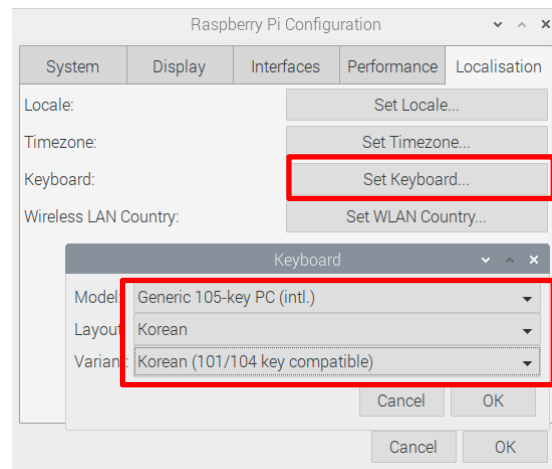 Raspberry Pi Configuration
System Display Interfaces Performance Localisation
Locale: Set Locale...
Timezone: Set Timezone...
Keyboard: Set Keyboard...
Wireless LAN Country: Set WLAN Country...
Keyboard
Model: Generic 105-key PC (intl.)
Layout Korean
Variant: Korean (101/104 key compatible)
Cancel OK
Cancel OK